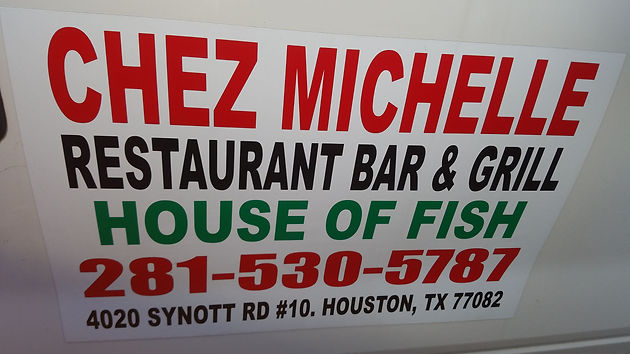 CHEZ MICHELLE
RESTAURANT BAR & GRILL
HOUSE OF FISH
281-530-5787
4020 SYNOTT RD #10. HOUSTON, TX 77082